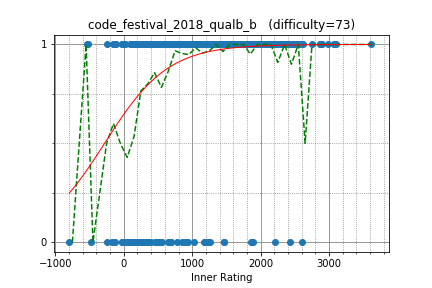 code_festival_2018_qualb_b (difficulty=73)
1
0
−1000 0 1000 2000 3000
Inner Rating